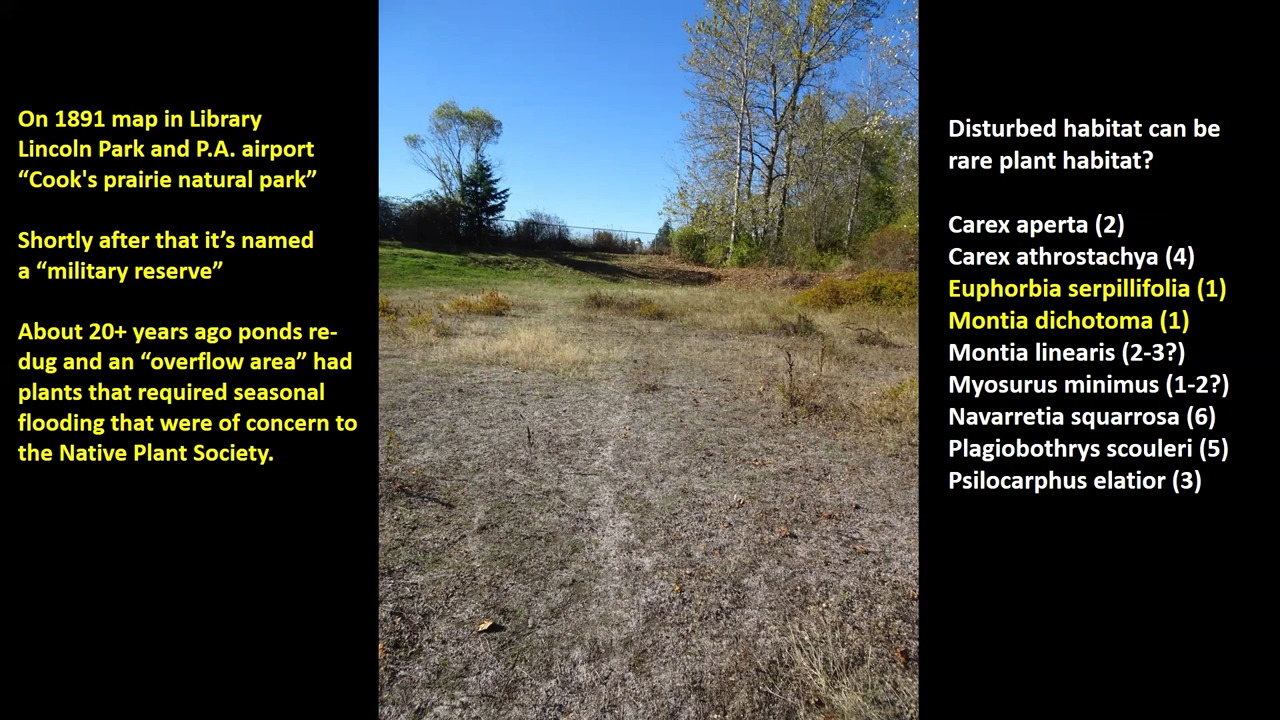 On 1891 map in Library
Lincoln Park and P.A. airport
“Cook's prairie natural park”
Shortly after that it’s named
a “military reserve”
About 20+ years ago ponds re-
dug and an “overflow area” had
plants that required seasonal
flooding that were of concern to
the Native Plant Society.
Disturbed habitat can be
rare plant habitat?
Carex aperta (2)
Carex athrostachya (4)
Euphorbia serpillifolia (1)
Montia dichotoma (1)
Montia linearis (2-3?)
Myosurus minimus (1-2?)
Navarretia squarrosa (6)
Plagiobothrys scouleri (5)
Psilocarphus elatior (3)